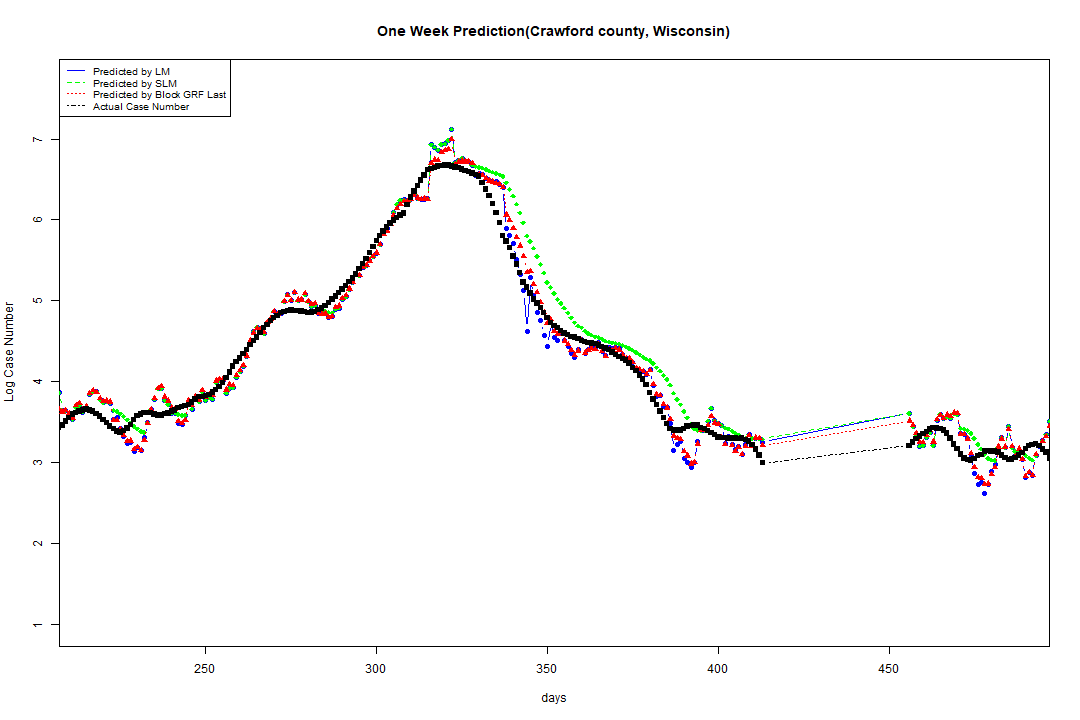 One Week Prediction(Crawford county, Wisconsin)
Predicted by LM
Predicted by SLM
Predicted by Block GRF Last
Actual Case Number
Log Case Number
7
6
5
4
3
2
1
250 300 350 400 450
days